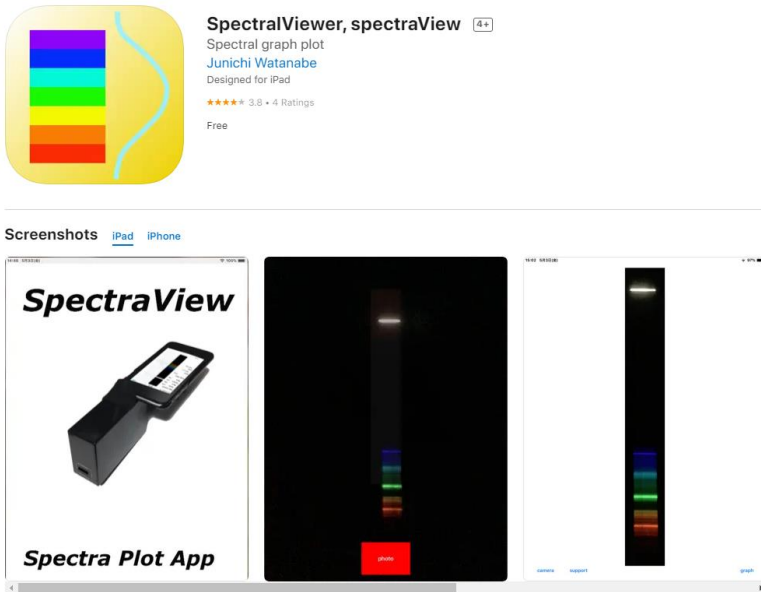 SpectralViewer, spectraView 4+
Spectral graph plot
Junichi Watanabe
Designed for iPad
3.8 • 4 Ratings
Free
Screenshots iPad iPhone
SpectraView
Spectra Plot App
photo
camera support graph